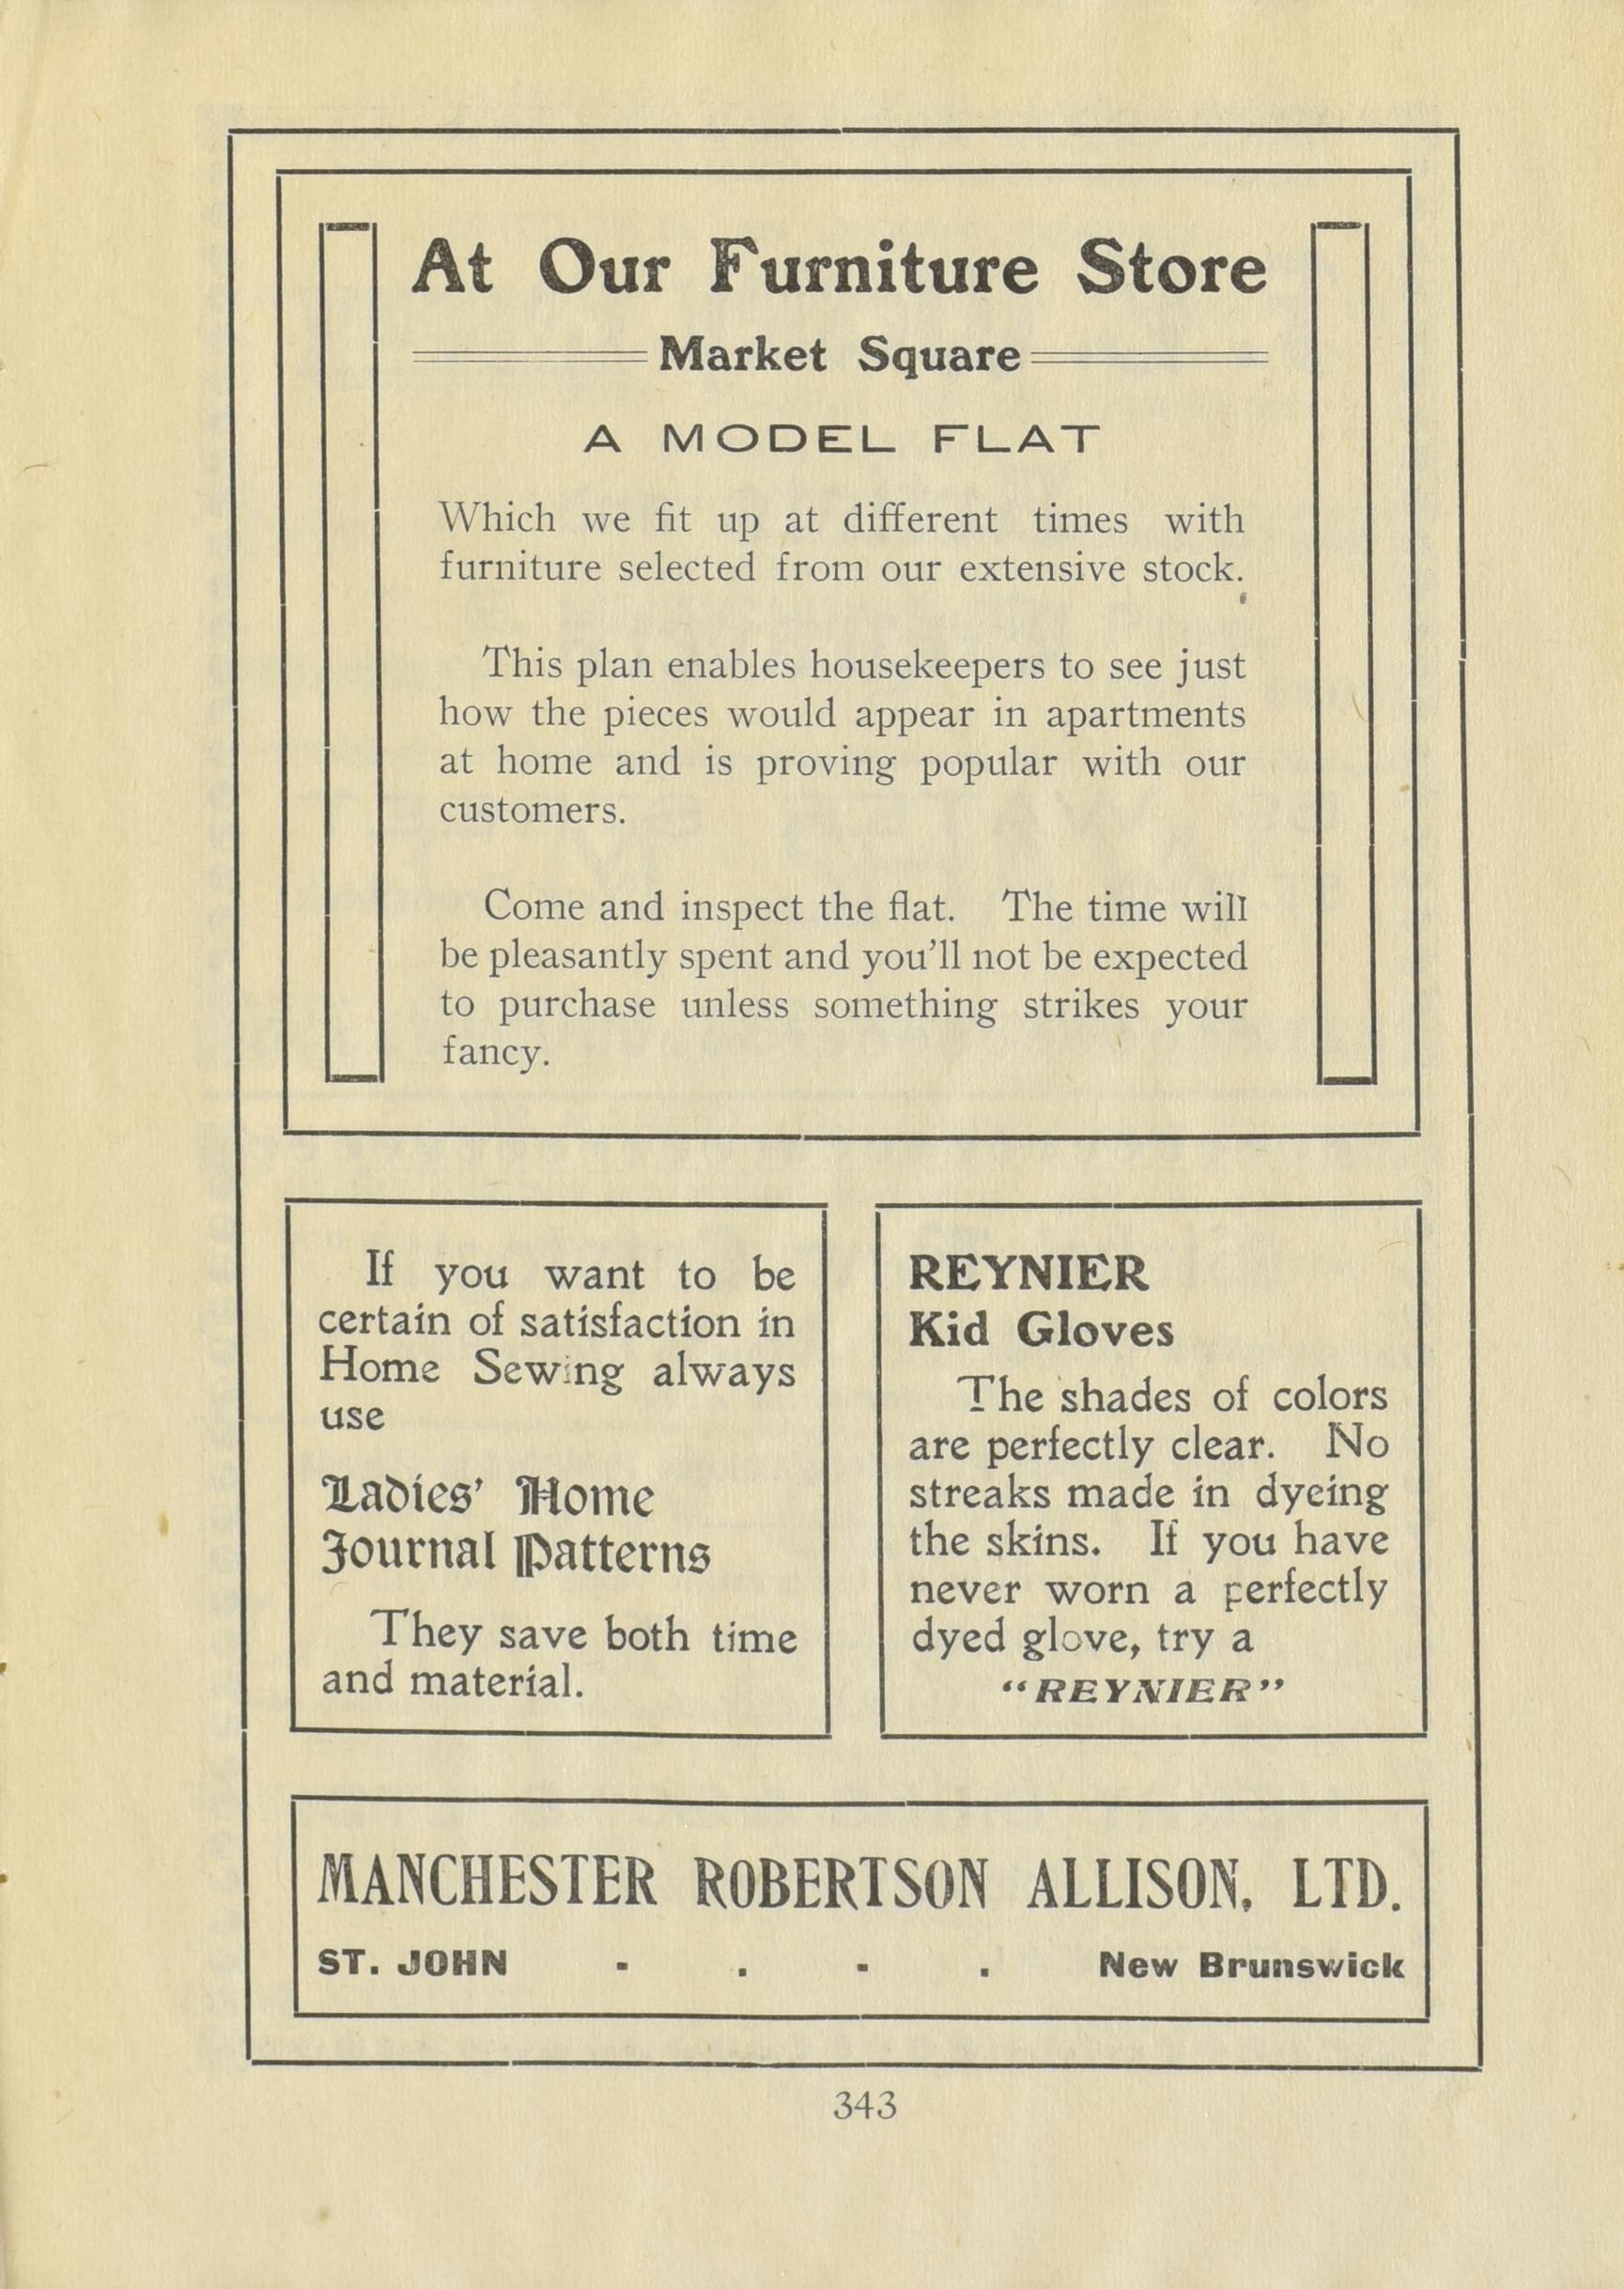 At Our Furniture Store
Market Square
A MODEL FLAT
Which we fit up at different times with
furniture selected from our extensive stock.
This plan enables housekeepers to see just
how the pieces would appear in apartments
at home and is proving popular with our
customers.
Come and inspect the flat. The time will
be pleasantly spent and you'll not be expected
to purchase unless something strikes your
fancy.
If you want to be
certain of satisfaction in
Home Sewing always
use
Ladies' Home
Journal Patterns
They save both time
and material.
REYNIER
Kid Gloves
The shades of colors
are perfectly clear. No
streaks made in dyeing
the skins. If you have
never worn a perfectly
dyed glove, try a
"REYNIER"
MANCHESTER ROBERTSON ALLISON, LTD.
ST. JOHN - . - . New Brunswick
343